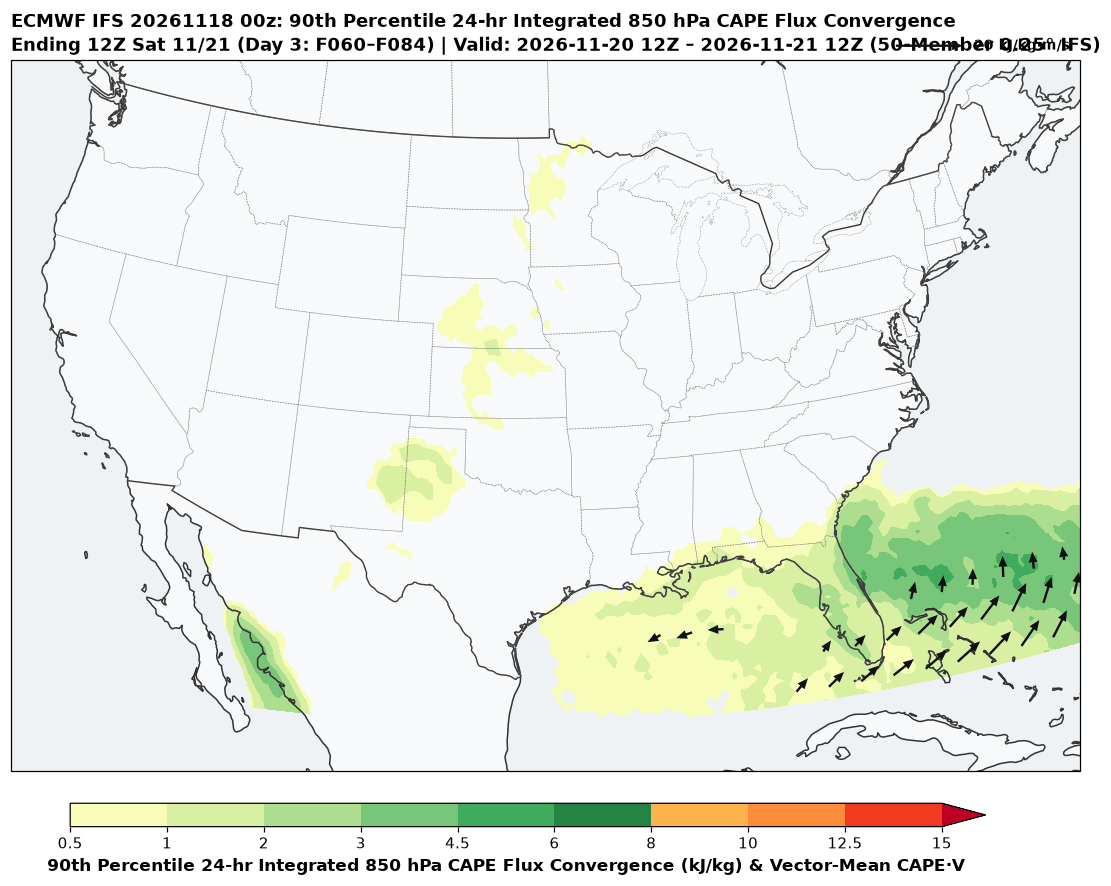 ECMWF IFS 20261118 00z: 90th Percentile 24-hr Integrated 850 hPa CAPE Flux Convergence
Ending 12Z Sat 11/21 (Day 3: F060–F084) | Valid: 2026-11-20 12Z – 2026-11-21 12Z (50-Member 0.25° IFS)
0.5 1 2 3 4.5 6 8 10 12.5 15
90th Percentile 24-hr Integrated 850 hPa CAPE Flux Convergence (kJ/kg) & Vector-Mean CAPE·V